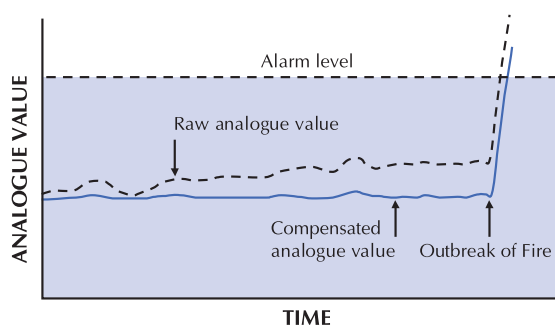 Alarm level
Raw analogue value
ANALOGUE VALUE
Compensated
analogue value
Outbreak of Fire
TIME